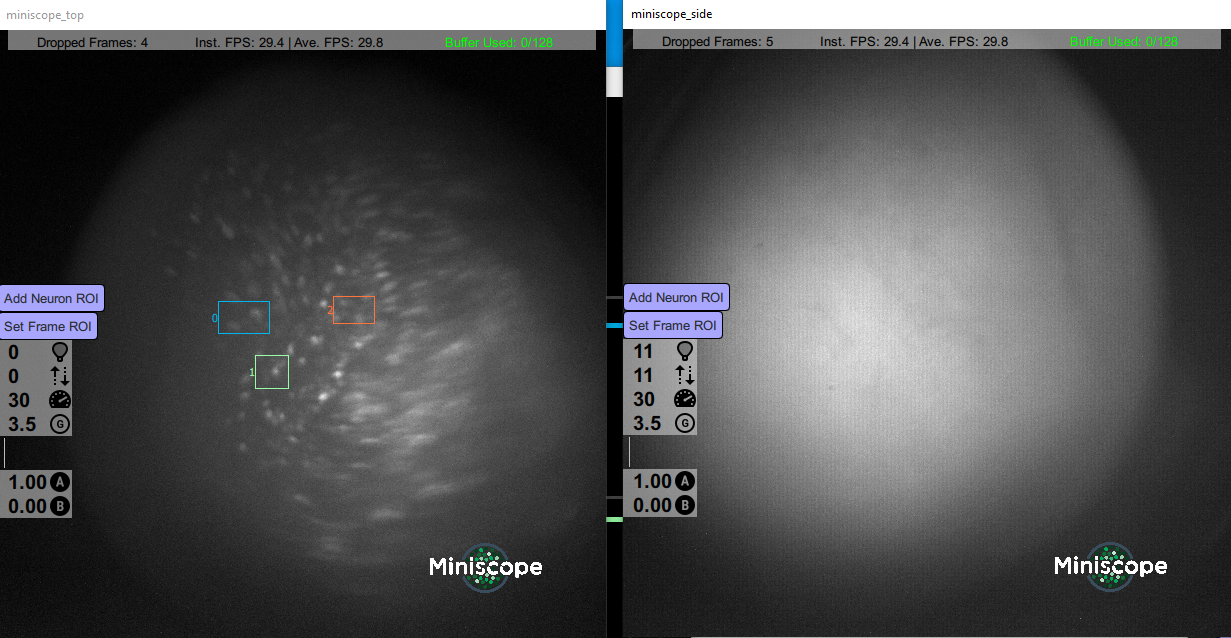 miniscope_top
Dropped Frames: 4 Inst. FPS: 29.4 | Ave. FPS: 29.8 Buffer Used: 0/128
0
2
1
Add Neuron ROI
Set Frame ROI
0
0
30
3.5 G
1.00 A
0.00 B
Miniscope
miniscope_side
Dropped Frames: 5 Inst. FPS: 29.4 | Ave. FPS: 29.8 Buffer Used: 0/128
Add Neuron ROI
Set Frame ROI
11
11
30
3.5 G
1.00 A
0.00 B
Miniscope